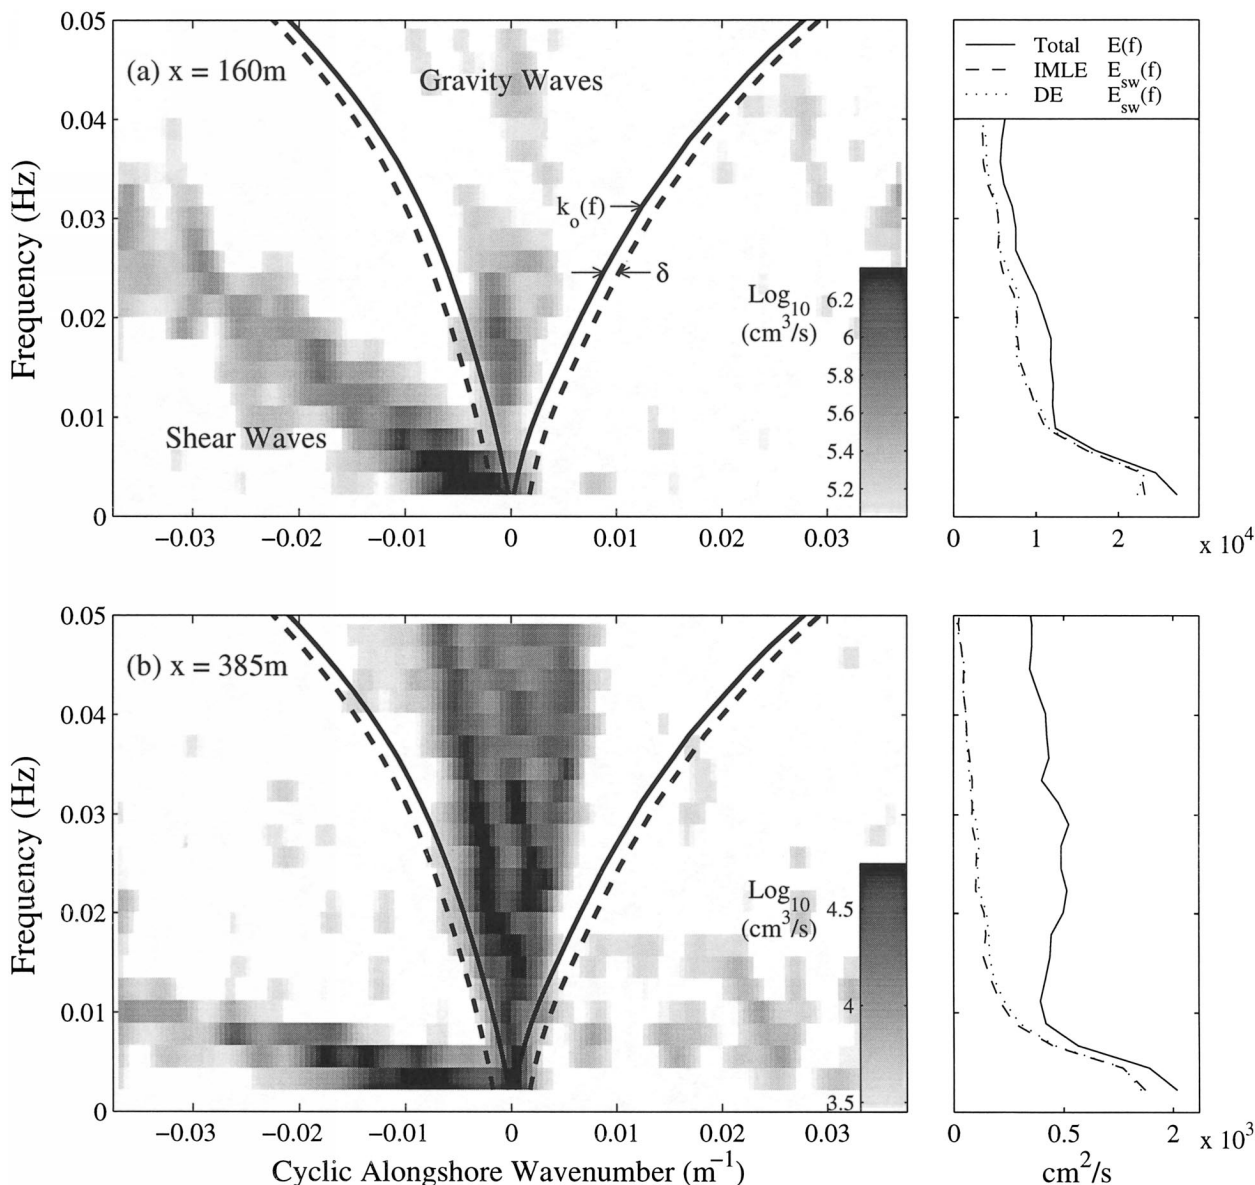 0.05
0.04
0.03
0.02
0.01
0
Frequency (Hz)
(a) x = 160m
Gravity Waves
Shear Waves
k_o(f)
δ
Log_10
(cm^3/s)
6.2
6
5.8
5.6
5.4
5.2
−0.03 −0.02 −0.01 0 0.01 0.02 0.03
Total E(f)
IMLE E_sw(f)
DE E_sw(f)
0 1 2 x 10^4
0.05
0.04
0.03
0.02
0.01
0
Frequency (Hz)
(b) x = 385m
Log_10
(cm^3/s)
4.5
4
3.5
−0.03 −0.02 −0.01 0 0.01 0.02 0.03
Cyclic Alongshore Wavenumber (m^−1)
0 0.5 2 x 10^3
cm^2/s